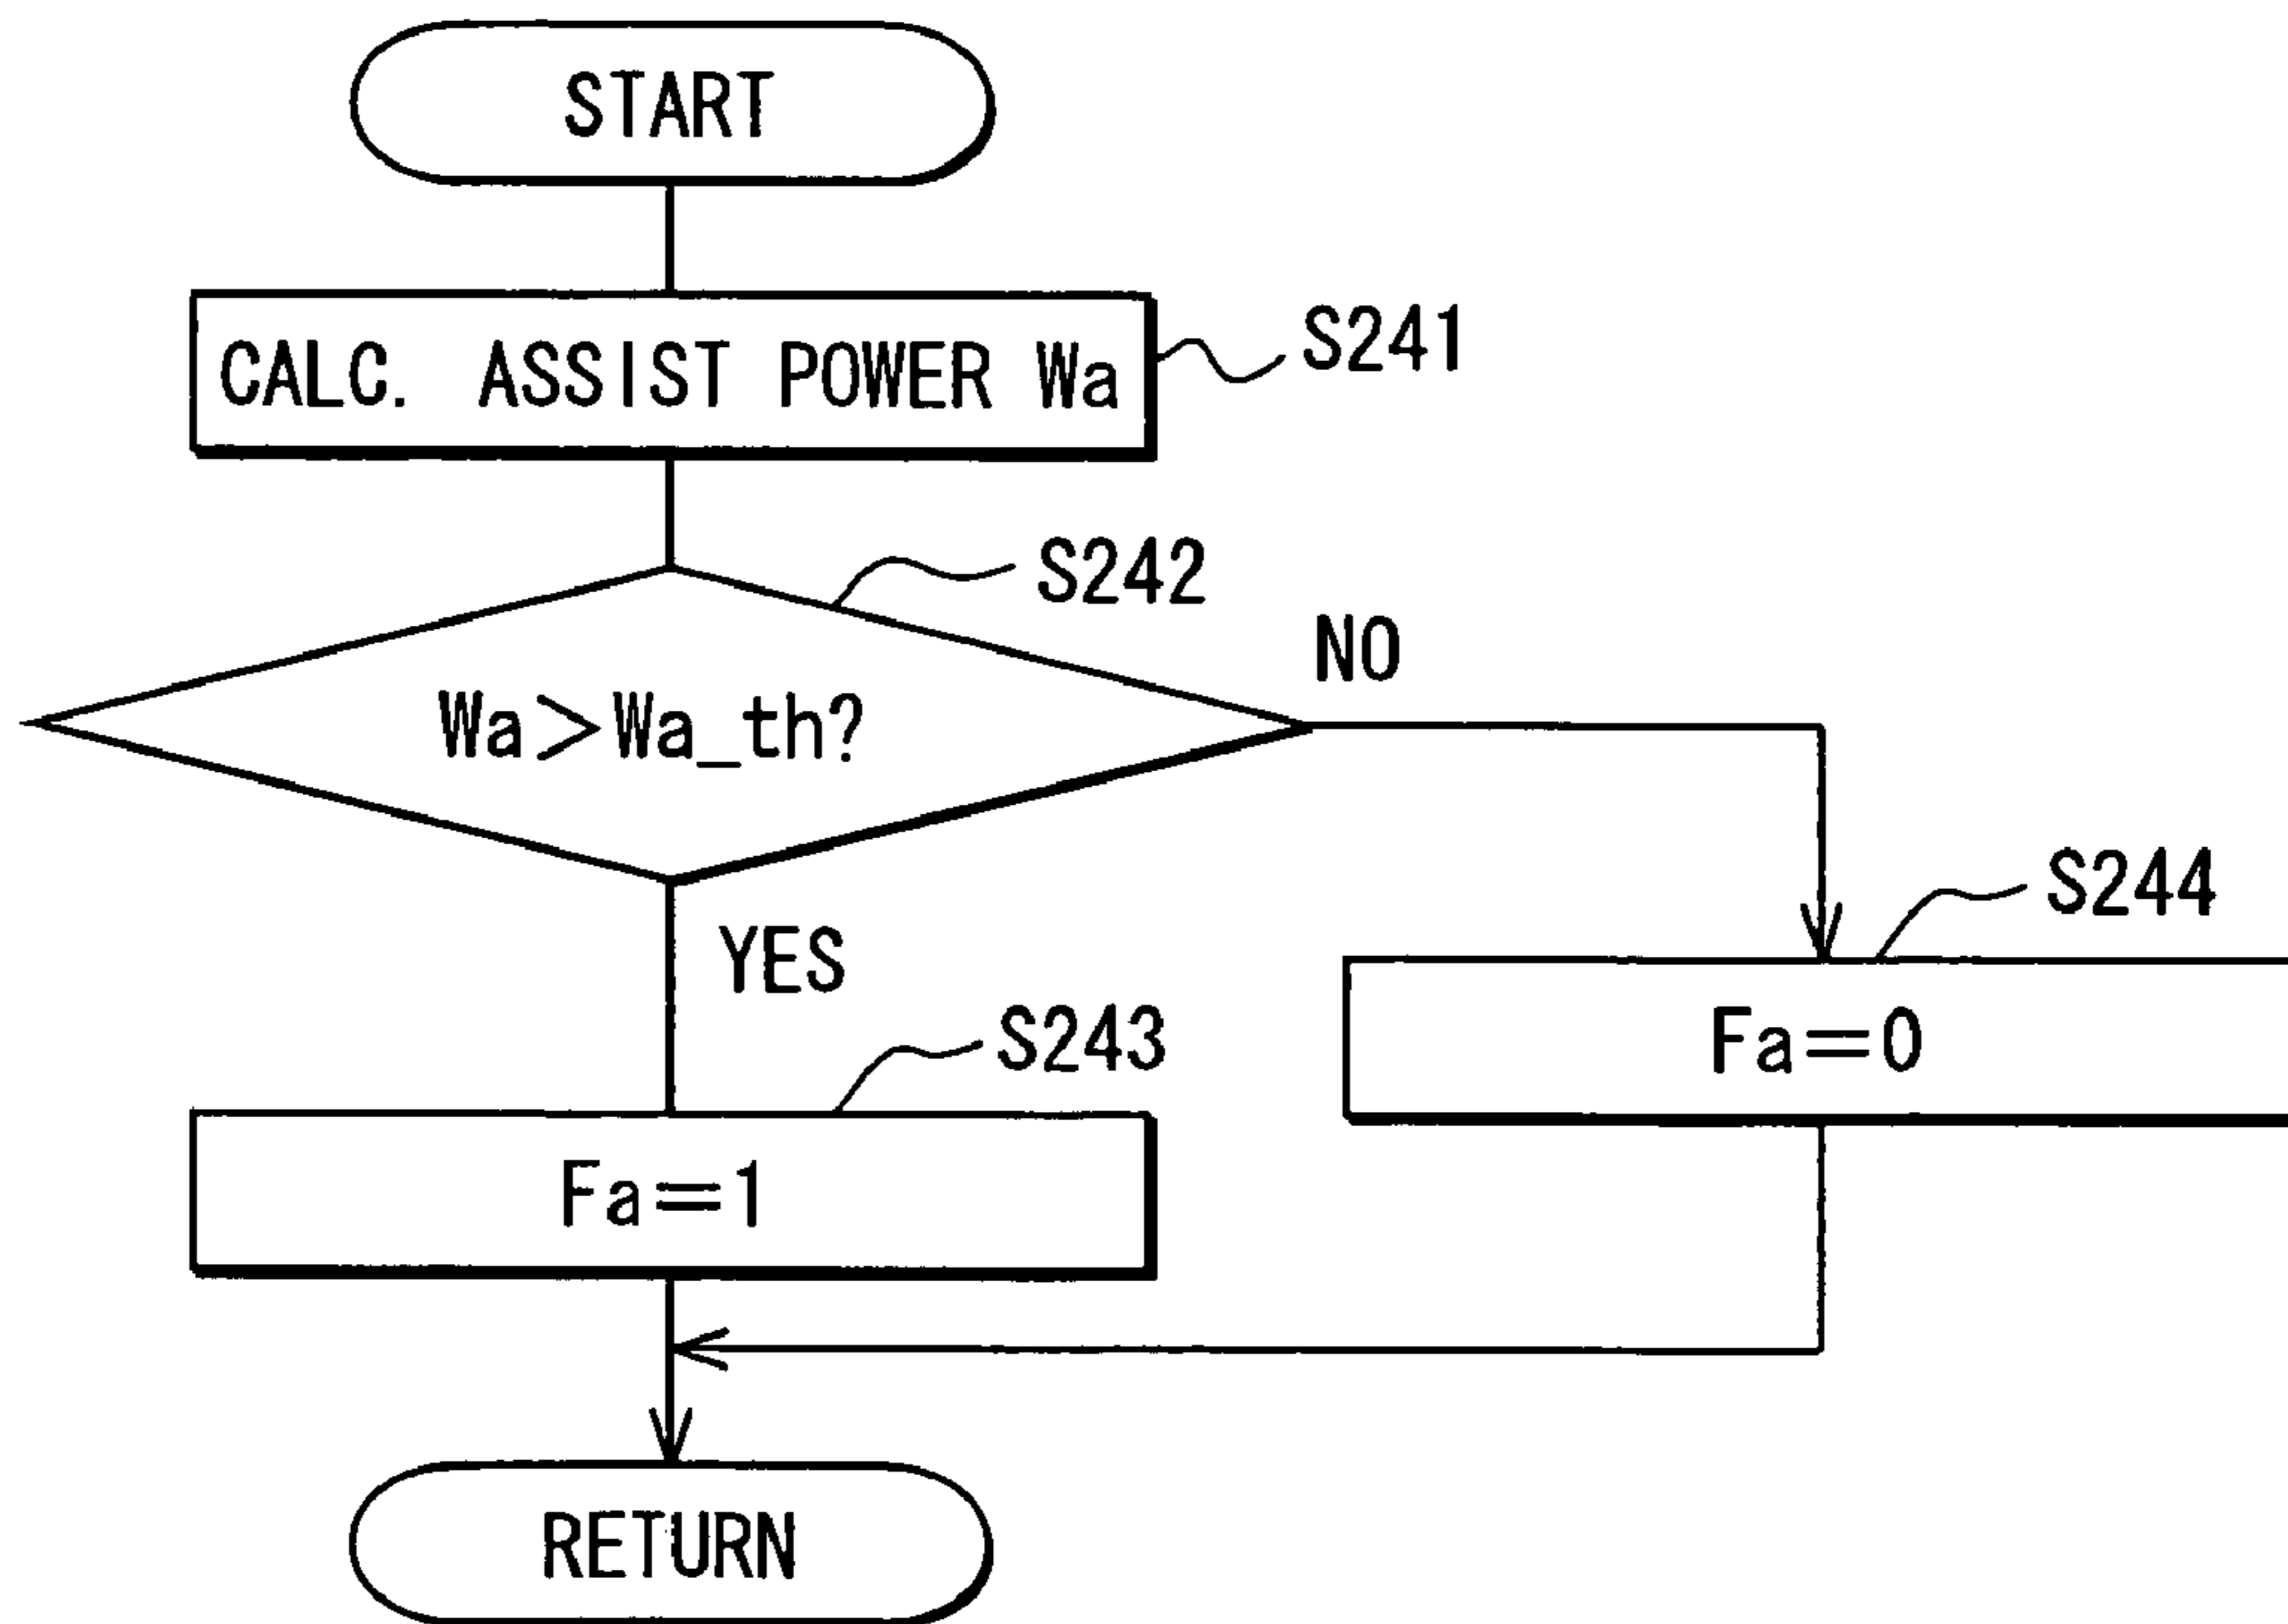 START
CALC. ASSIST POWER Wa
S241
S242
Wa>Wa_th?
NO
YES
S244
Fa=0
S243
Fa=1
RETURN